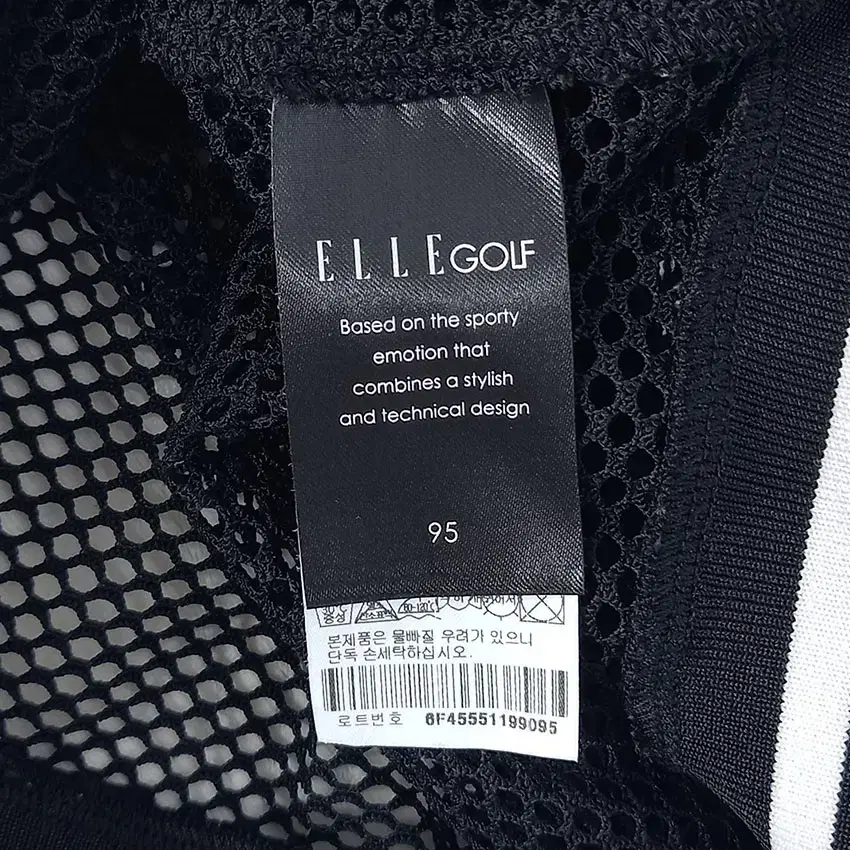 ELLE GOLF
Based on the sporty
emotion that
combines a stylish
and technical design
95
본제품은 물빠질 우려가 있으니
단독 손세탁하십시오.
로트번호 6F45551199095